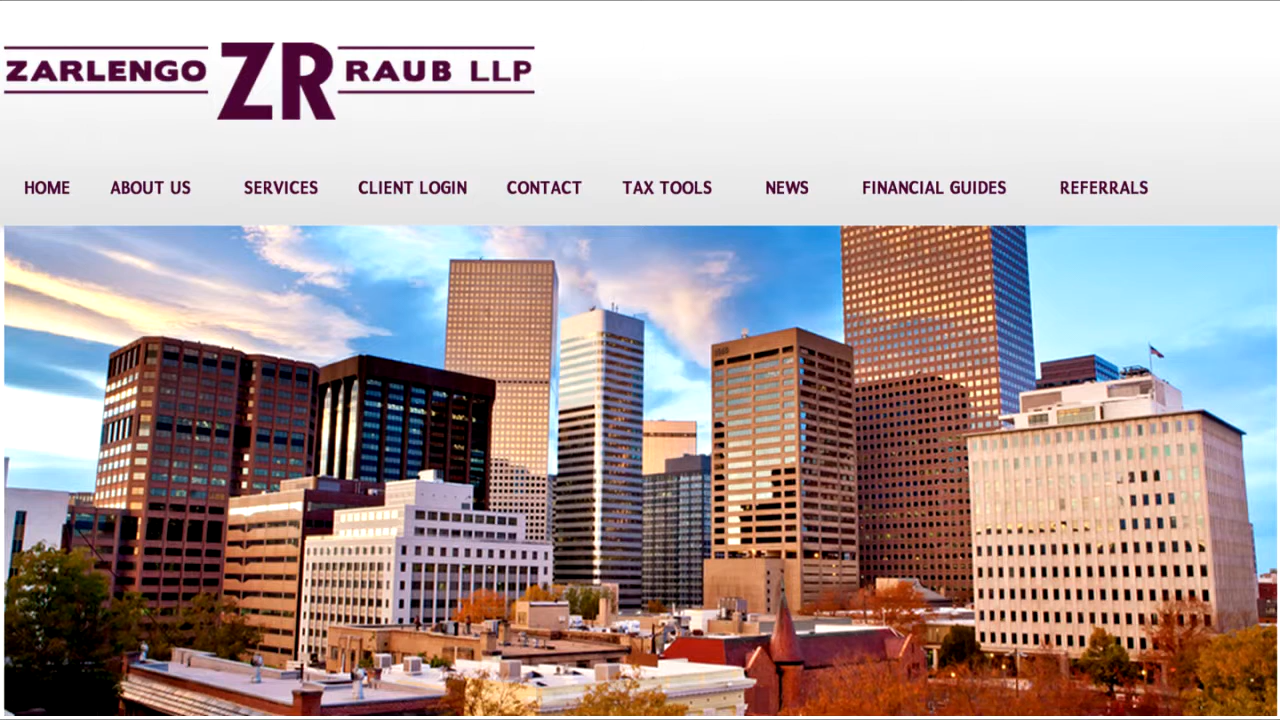 ZARLENGO ZR RAUB LLP
HOME ABOUT US SERVICES CLIENT LOGIN CONTACT TAX TOOLS NEWS FINANCIAL GUIDES REFERRALS